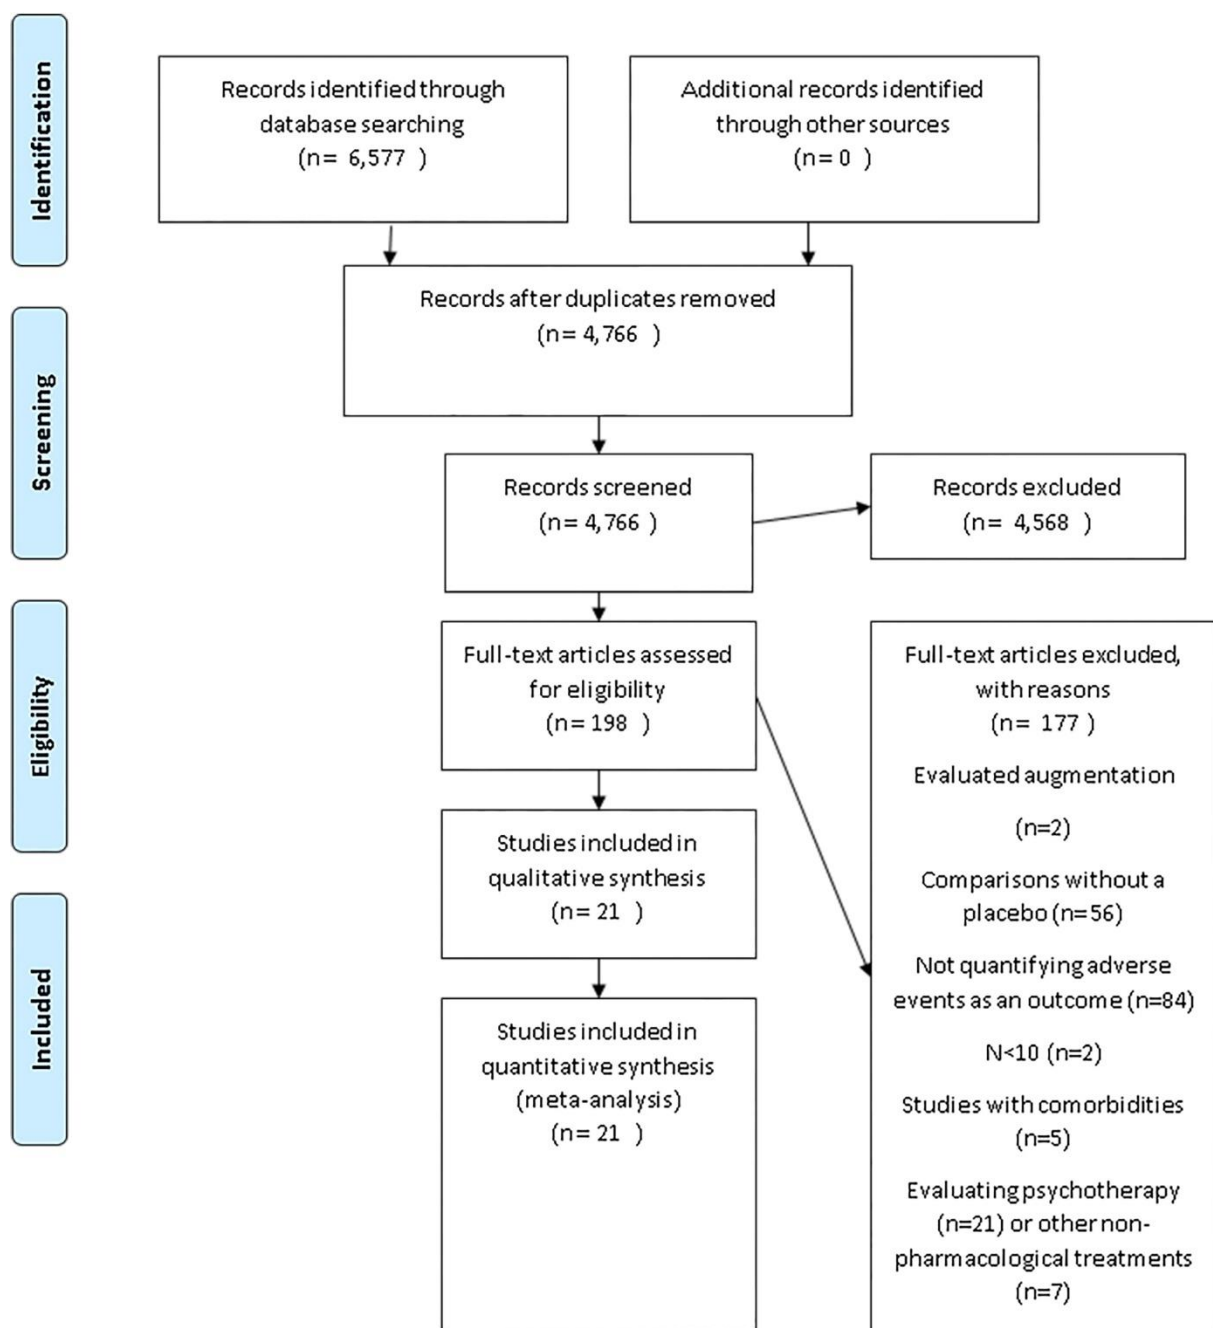 Identification
Records identified through
database searching
(n= 6,577 )
Additional records identified
through other sources
(n= 0 )
Records after duplicates removed
(n= 4,766 )
Screening
Records screened
(n= 4,766 )
Records excluded
(n= 4,568 )
Eligibility
Full-text articles assessed
for eligibility
(n= 198 )
Full-text articles excluded,
with reasons
(n= 177 )
Evaluated augmentation
(n=2)
Comparisons without a
placebo (n=56)
Not quantifying adverse
events as an outcome (n=84)
N<10 (n=2)
Studies with comorbidities
(n=5)
Evaluating psychotherapy
(n=21) or other non-
pharmacological treatments
(n=7)
Studies included in
qualitative synthesis
(n= 21 )
Included
Studies included in
quantitative synthesis
(meta-analysis)
(n= 21 )